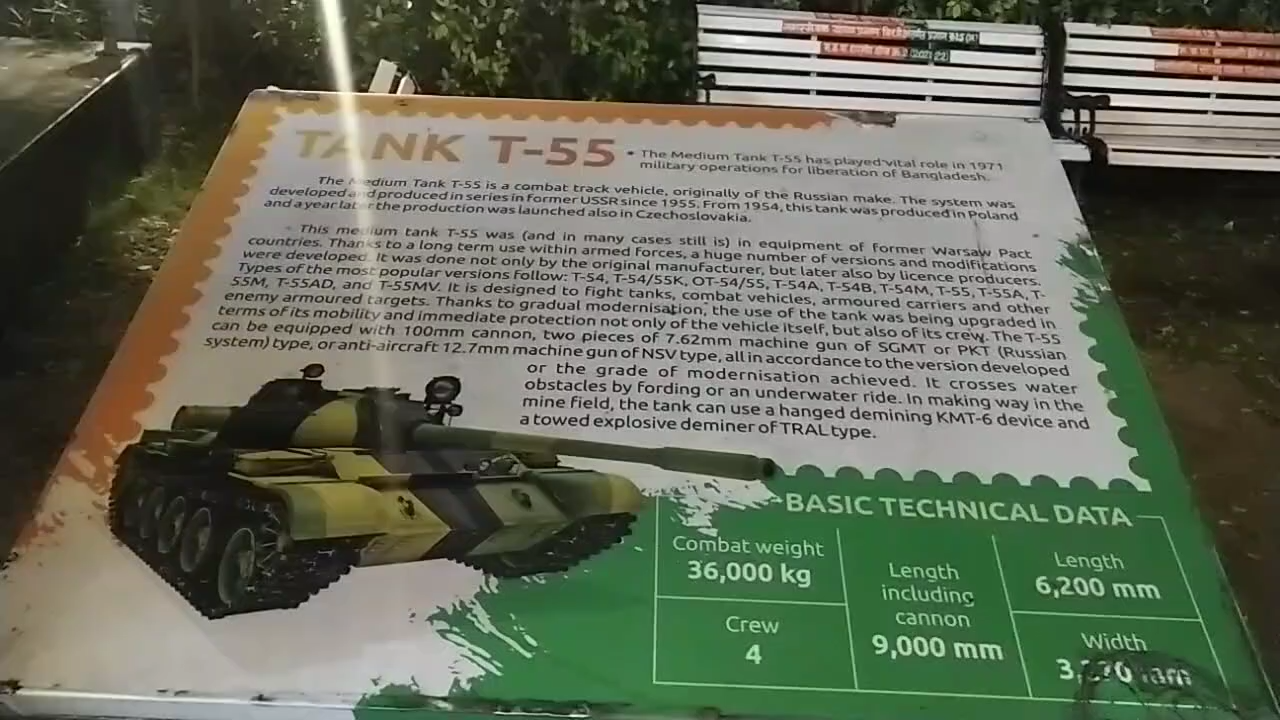 TANK T-55
• The Medium Tank T-55 has played vital role in 1971
military operations for liberation of Bangladesh.
The Medium Tank T-55 is a combat track vehicle, originally of the Russian make. The system was
developed and produced in series in former USSR since 1955. From 1954, this tank was produced in Poland
and a year later the production was launched also in Czechoslovakia.
This medium tank T-55 was (and in many cases still is) in equipment of former Warsaw Pact
countries. Thanks to a long term use within armed forces, a huge number of versions and modifications
were developed. It was done not only by the original manufacturer, but later also by licence producers.
Types of the most popular versions follow: T-54, T-54/55K, OT-54/55, T-54A, T-54B, T-54M, T-55, T-55A, T-
55M, T-55AD, and T-55MV. It is designed to fight tanks, combat vehicles, armoured carriers and other
enemy armoured targets. Thanks to gradual modernisation, the use of the tank was being upgraded in
terms of its mobility and immediate protection not only of the vehicle itself, but also of its crew. The T-55
can be equipped with 100mm cannon, two pieces of 7.62mm machine gun of SGMT or PKT (Russian
system) type, or anti-aircraft 12.7mm machine gun of NSV type, all in accordance to the version developed
or the grade of modernisation achieved. It crosses water
obstacles by fording or an underwater ride. In making way in the
mine field, the tank can use a hanged demining KMT-6 device and
a towed explosive deminer of TRAL type.
BASIC TECHNICAL DATA
Combat weight
36,000 kg
Crew
4
Length
including
cannon
9,000 mm
Length
6,200 mm
Width
mm